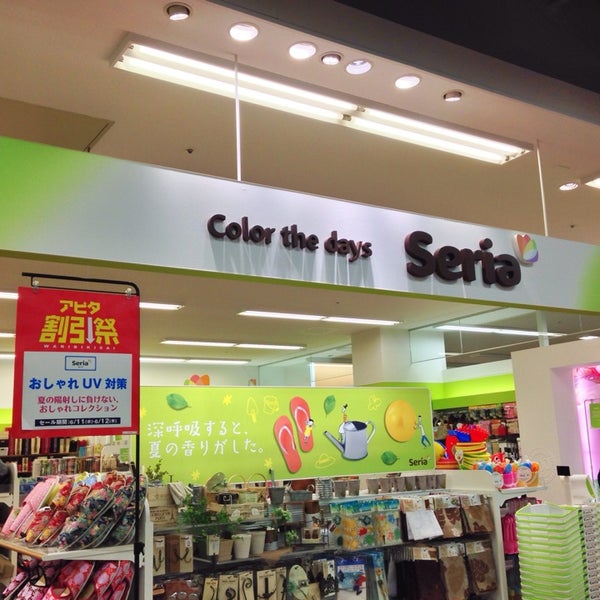 Color the days
Seria
アピタ
割引祭
WARIBIKISAI
Seria
おしゃれUV対策
夏の陽射しに負けない、
おしゃれコレクション
深呼吸すると、
夏の香りがした。
Seria